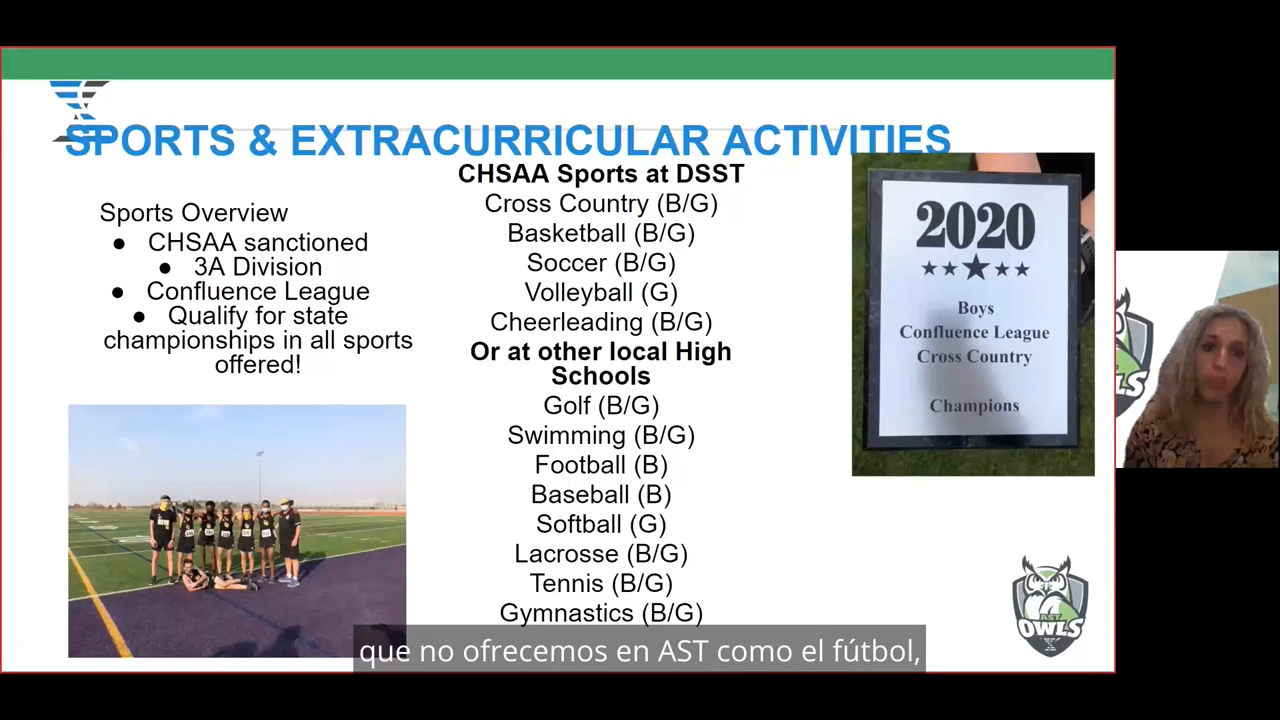 SPORTS & EXTRACURRICULAR ACTIVITIES
Sports Overview
● CHSAA sanctioned
● 3A Division
● Confluence League
● Qualify for state
championships in all sports
offered!
CHSAA Sports at DSST
Cross Country (B/G)
Basketball (B/G)
Soccer (B/G)
Volleyball (G)
Cheerleading (B/G)
Or at other local High
Schools
Golf (B/G)
Swimming (B/G)
Football (B)
Baseball (B)
Softball (G)
Lacrosse (B/G)
Tennis (B/G)
Gymnastics (B/G)
2020
Boys
Confluence League
Cross Country
Champions
OWLS
AST
OWLS
que no ofrecemos en AST como el fútbol,